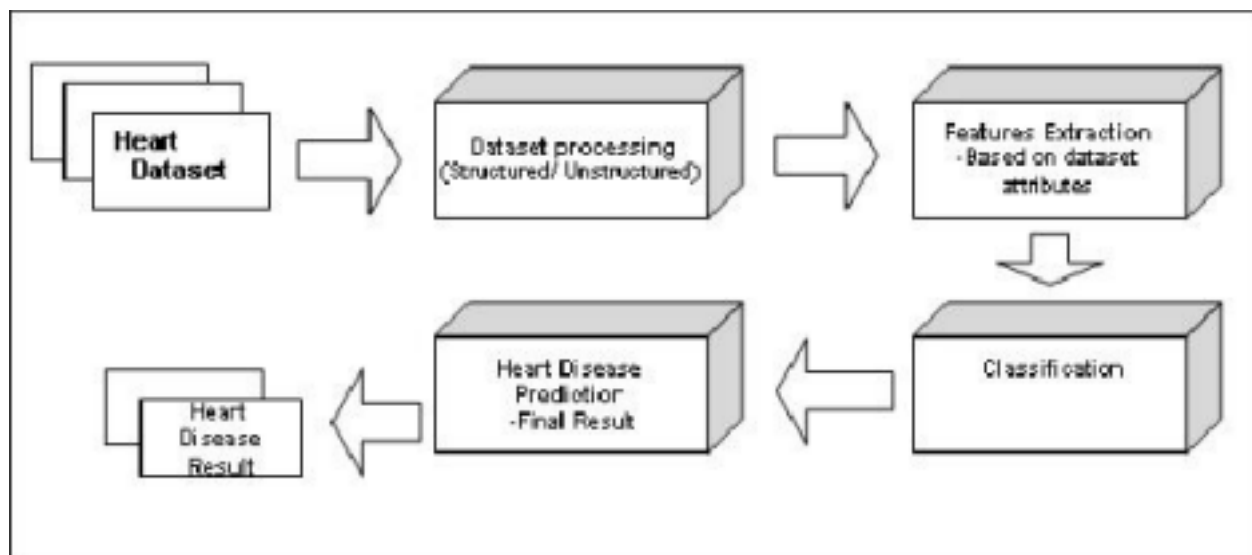 Heart
Dataset
Dataset processing
(Structured/ Unstructured)
Features Extraction
-Based on dataset
attributes
Classification
Heart Disease
Prediction
-Final Result
Heart
Disease
Result